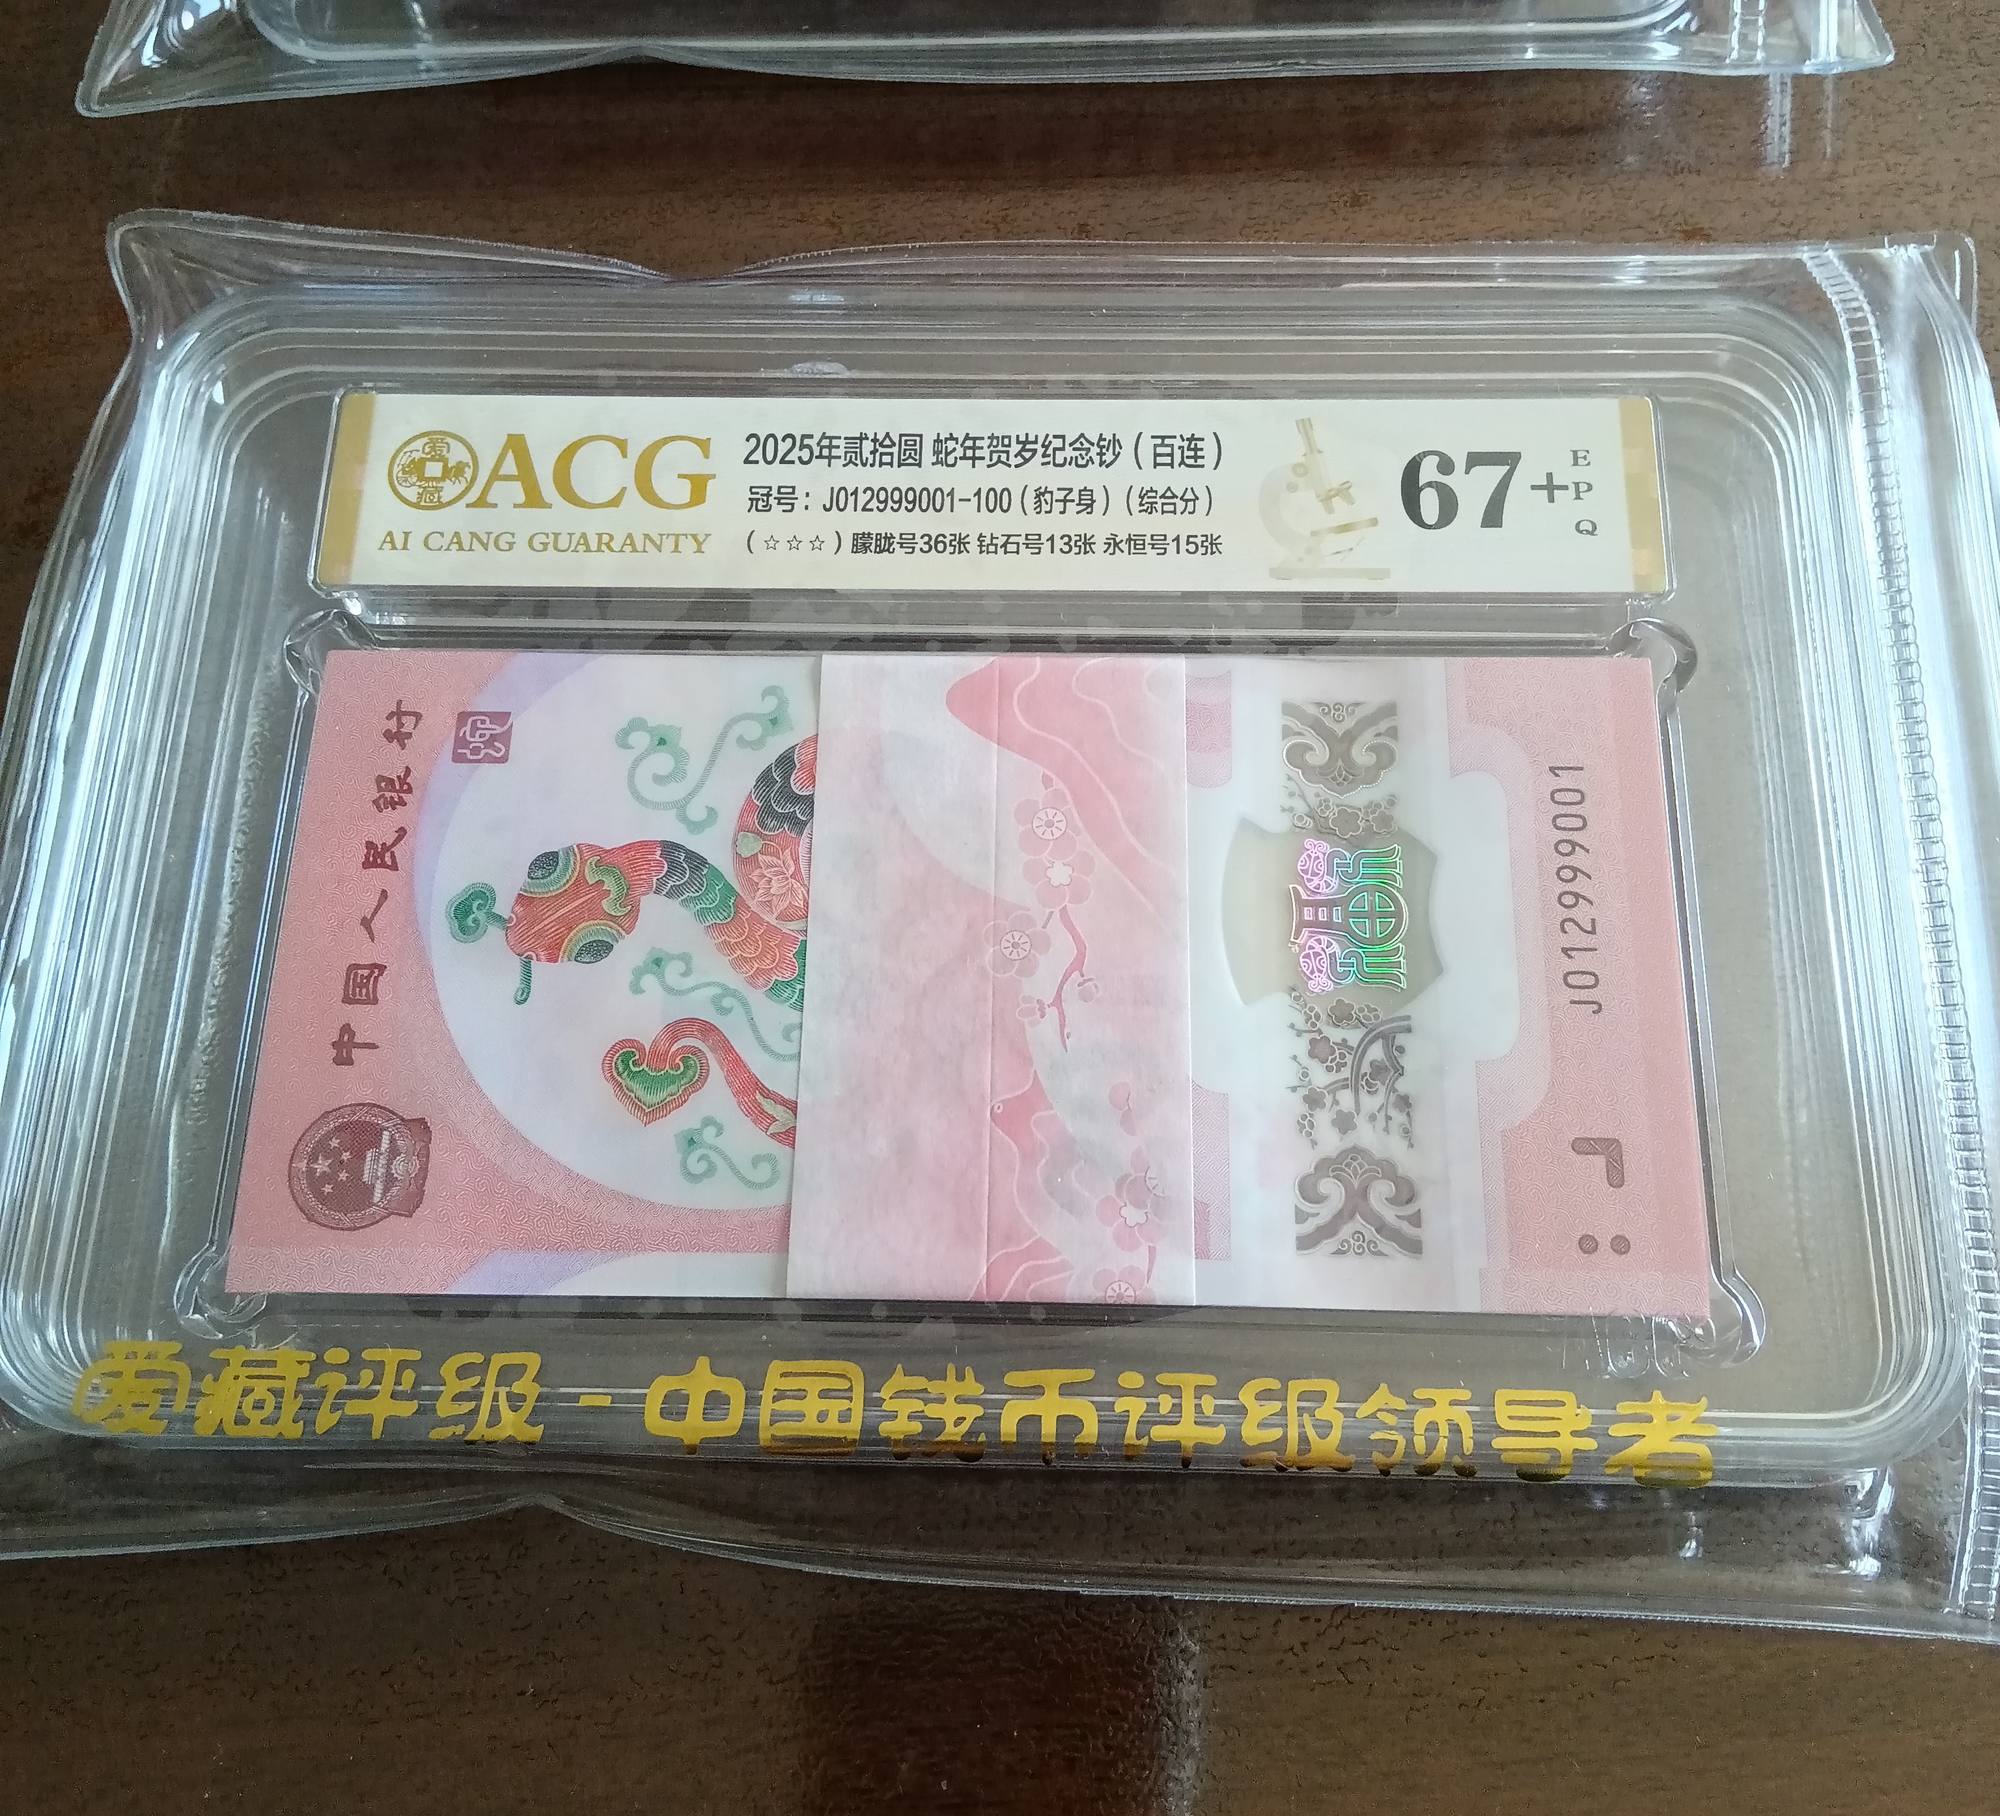 爱藏
ACG
AI CANG GUARANTY
2025年贰拾圆 蛇年贺岁纪念钞(百连)
冠号:J012999001-100(豹子身)(综合分)
(☆☆☆)朦胧号36张 钻石号13张 永恒号15张
67+
EPQ
中国人民银行
J012999001
爱藏评级-中国钱币评级领导者